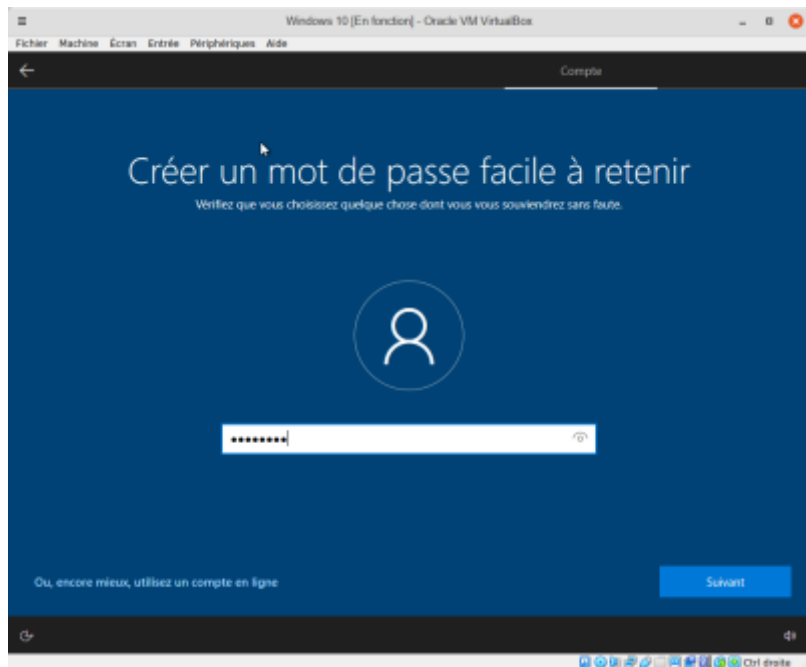 Windows 10 [En fonction] - Oracle VM VirtualBox
Fichier Machine Écran Entrée Périphériques Aide
Compte
Créer un mot de passe facile à retenir
Vérifiez que vous choisissez quelque chose dont vous vous souviendrez sans faute.
••••••••
Ou, encore mieux, utilisez un compte en ligne
Suivant
Ctrl droite